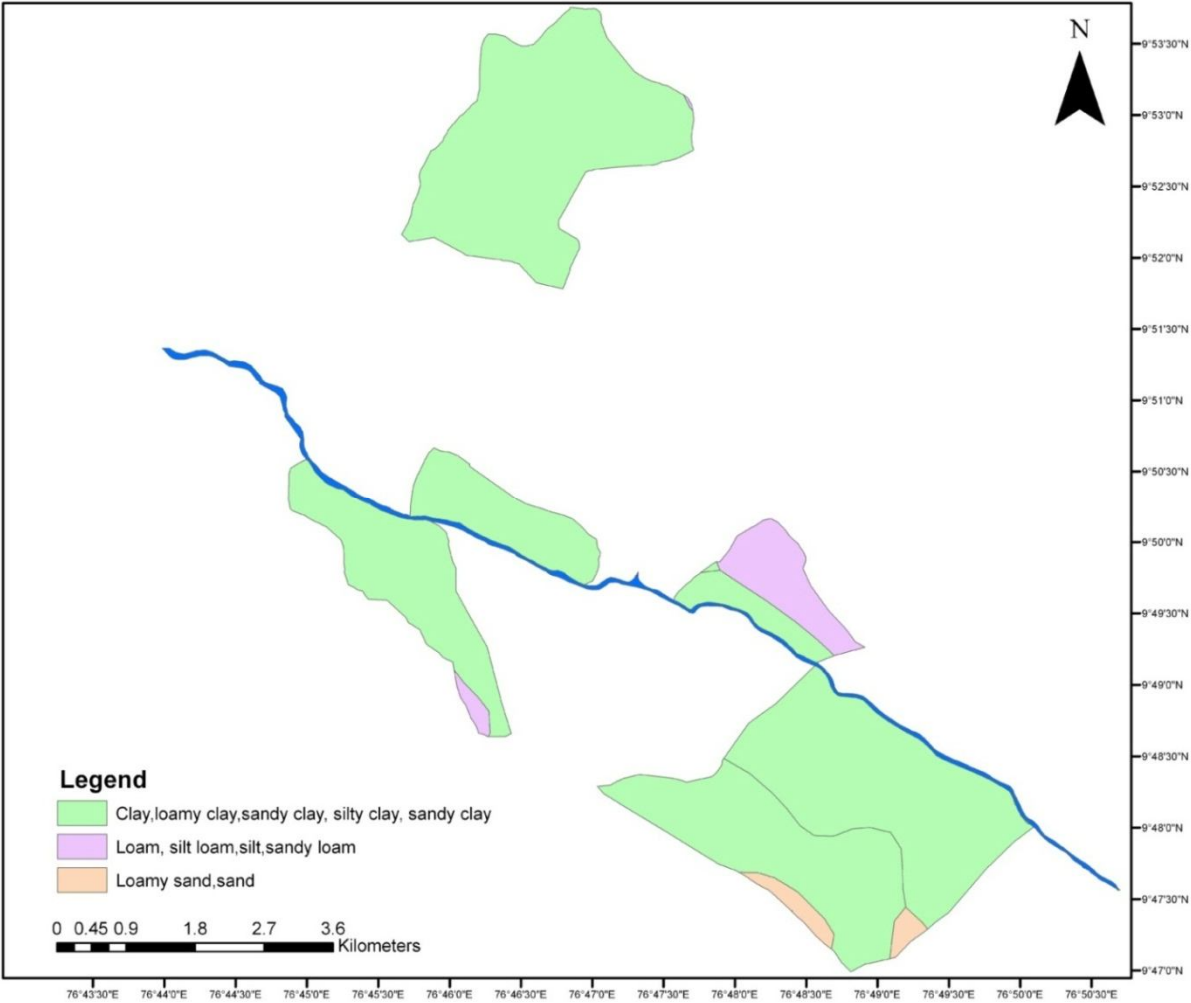 N
9°53'30"N
9°53'0"N
9°52'30"N
9°52'0"N
9°51'30"N
9°51'0"N
9°50'30"N
9°50'0"N
9°49'30"N
9°49'0"N
9°48'30"N
9°48'0"N
9°47'30"N
9°47'0"N
Legend
Clay,loamy clay,sandy clay, silty clay, sandy clay
Loam, silt loam,silt,sandy loam
Loamy sand,sand
0 0.45 0.9 1.8 2.7 3.6
Kilometers
76°43'30"E 76°44'0"E 76°44'30"E 76°45'0"E 76°45'30"E 76°46'0"E 76°46'30"E 76°47'0"E 76°47'30"E 76°48'0"E 76°48'30"E 76°49'0"E 76°49'30"E 76°50'0"E 76°50'30"E